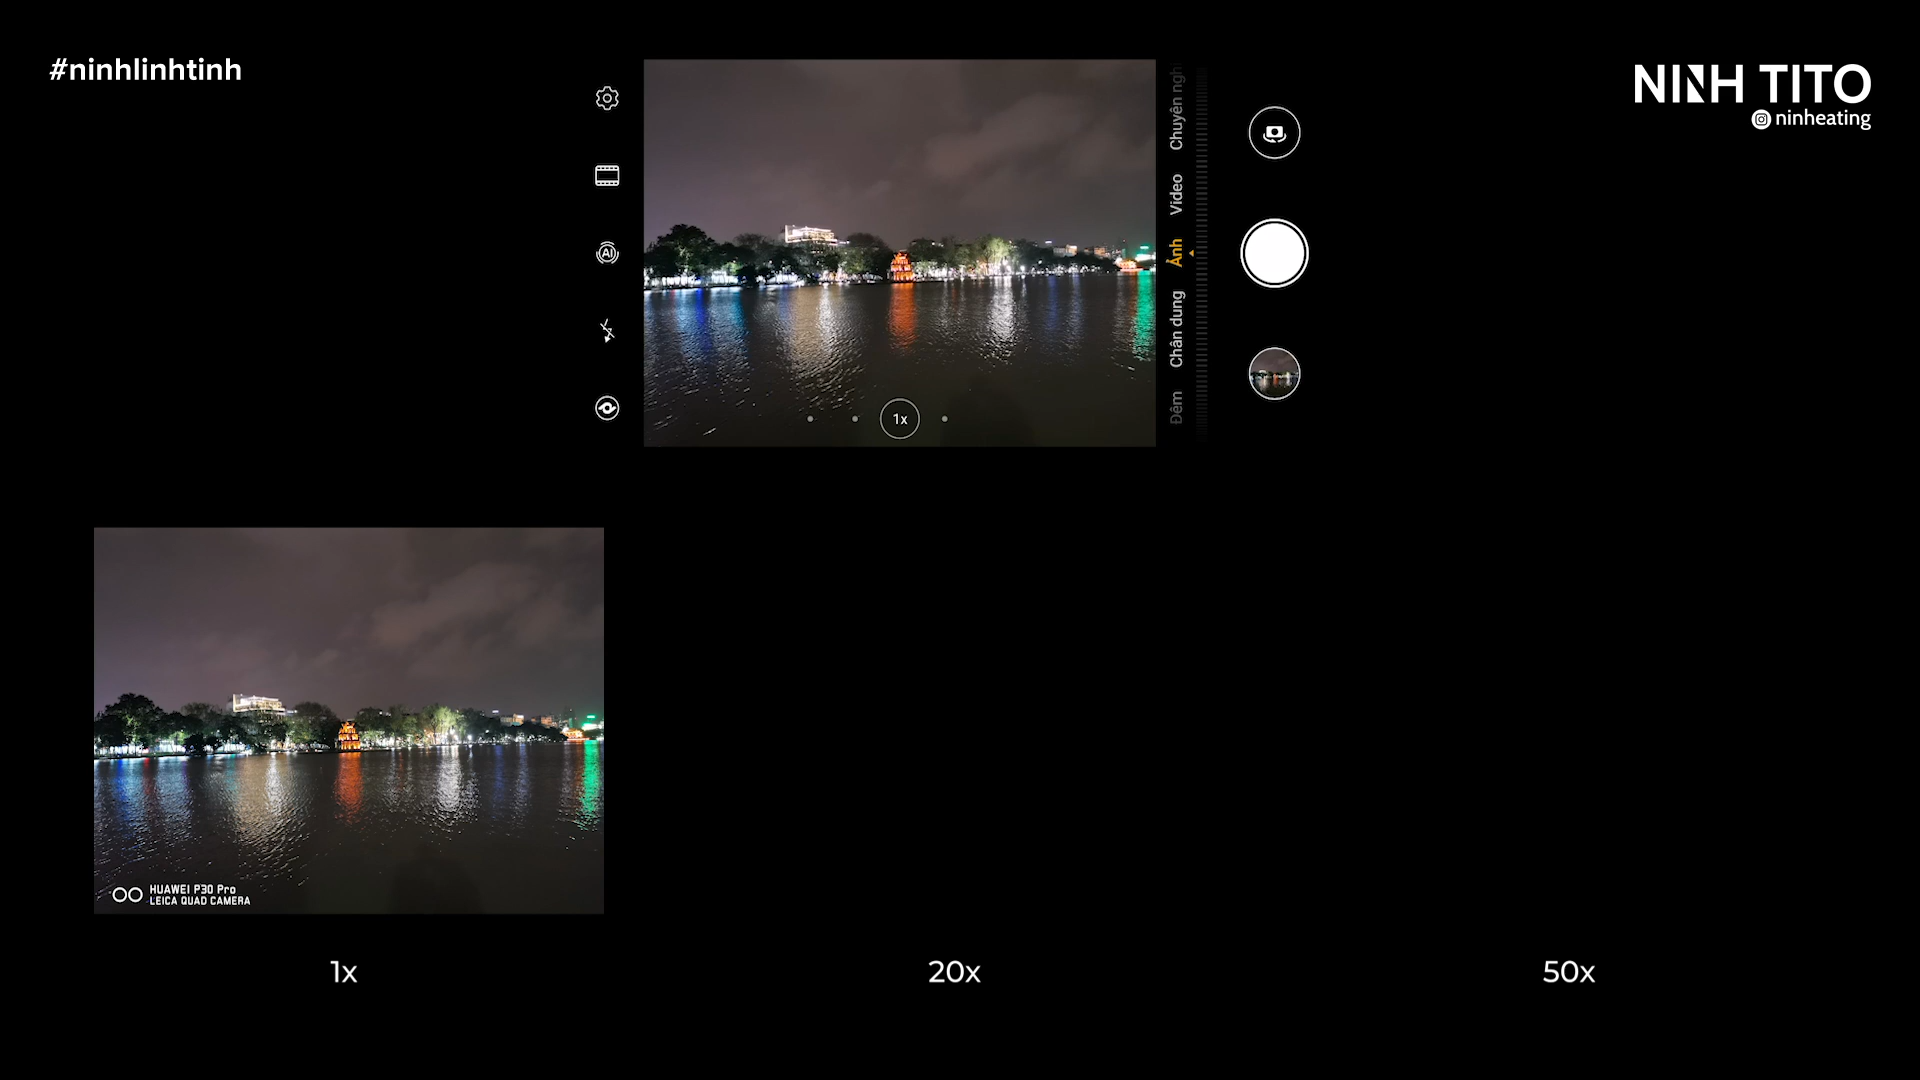 #ninhlinhtinh
NINH TITO
ninheating
Chuyên ngh
Video
Ảnh
Chân dung
Đêm
AI
1x
HUAWEI P30 Pro
LEICA QUAD CAMERA
1x
20x
50x